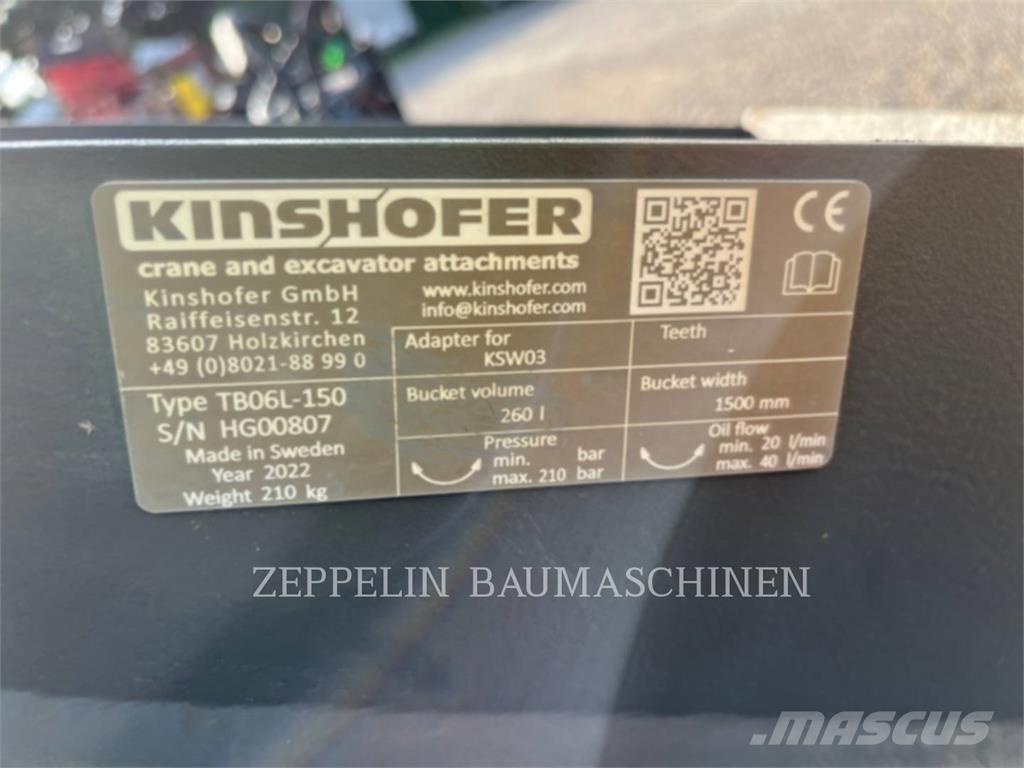 KINSHOFER
crane and excavator attachments
Kinshofer GmbH
Raiffeisenstr. 12
83607 Holzkirchen
+49 (0)8021-88 99 0
www.kinshofer.com
info@kinshofer.com
CE
Adapter for
KSW03
Teeth
Type TB06L-150
S/N HG00807
Made in Sweden
Year 2022
Weight 210 kg
Bucket volume
260 l
Bucket width
1500 mm
Pressure
min. bar
max. 210 bar
Oil flow
min. 20 l/min
max. 40 l/min
ZEPPELIN BAUMASCHINEN
MASCUS